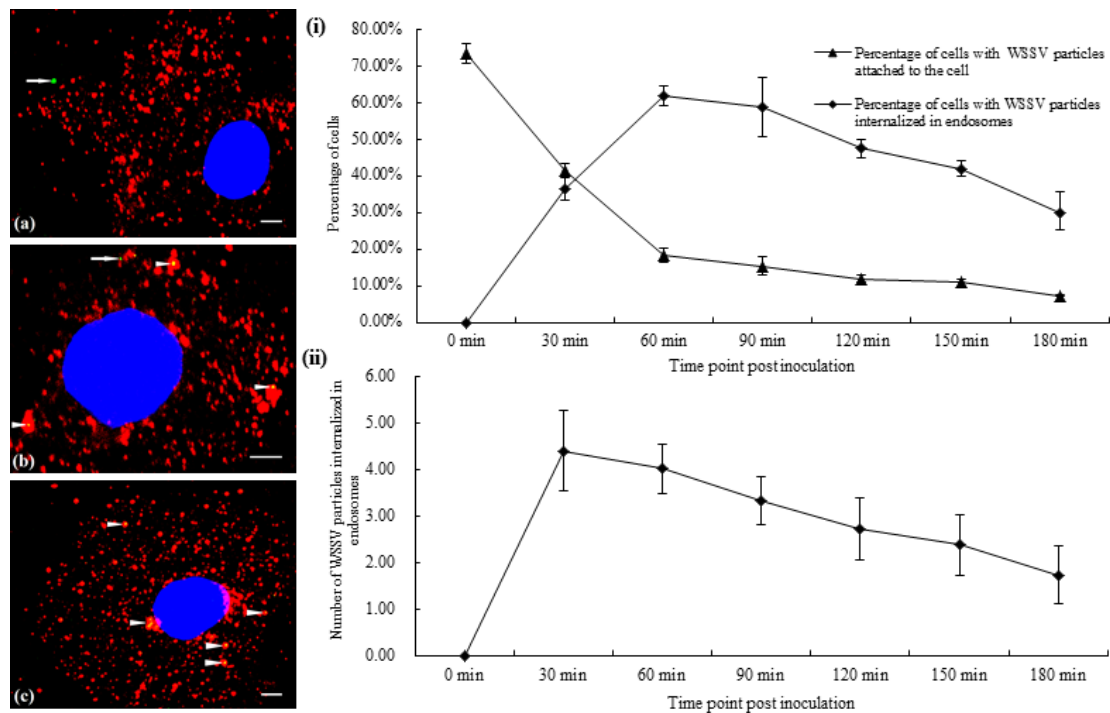 (a)
(b)
(c)
(i)
80.00%
70.00%
60.00%
50.00%
40.00%
30.00%
20.00%
10.00%
0.00%
Percentage of cells
Percentage of cells with WSSV particles
attached to the cell
Percentage of cells with WSSV particles
internalized in endosomes
0 min 30 min 60 min 90 min 120 min 150 min 180 min
Time point post inoculation
(ii)
6.00
5.00
4.00
3.00
2.00
1.00
0.00
Number of WSSV particles internalized in
endosomes
0 min 30 min 60 min 90 min 120 min 150 min 180 min
Time point post inoculation